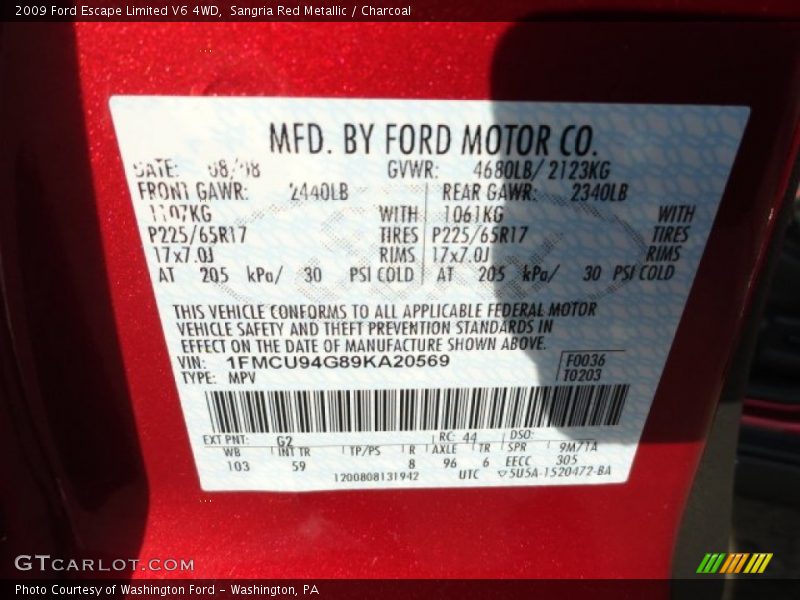 2009 Ford Escape Limited V6 4WD, Sangria Red Metallic / Charcoal
MFD. BY FORD MOTOR CO.
DATE: 08/08 GVWR: 4680LB/ 2123KG
FRONT GAWR: 2440LB REAR GAWR: 2340LB
1107KG WITH 1061KG WITH
P225/65R17 TIRES P225/65R17 TIRES
17x7.0J RIMS 17x7.0J RIMS
AT 205 kPa/ 30 PSI COLD AT 205 kPa/ 30 PSI COLD
THIS VEHICLE CONFORMS TO ALL APPLICABLE FEDERAL MOTOR
VEHICLE SAFETY AND THEFT PREVENTION STANDARDS IN
EFFECT ON THE DATE OF MANUFACTURE SHOWN ABOVE.
VIN: 1FMCU94G89KA20569 F0036
TYPE: MPV T0203
EXT PNT: G2 RC: 44 DSO:
WB INT TR TP/PS R AXLE TR SPR 9M7TA
103 59 8 96 6 EECC 305
1200808131942 UTC 5U5A-1520472-BA
GTCARLOT.COM
Photo Courtesy of Washington Ford - Washington, PA